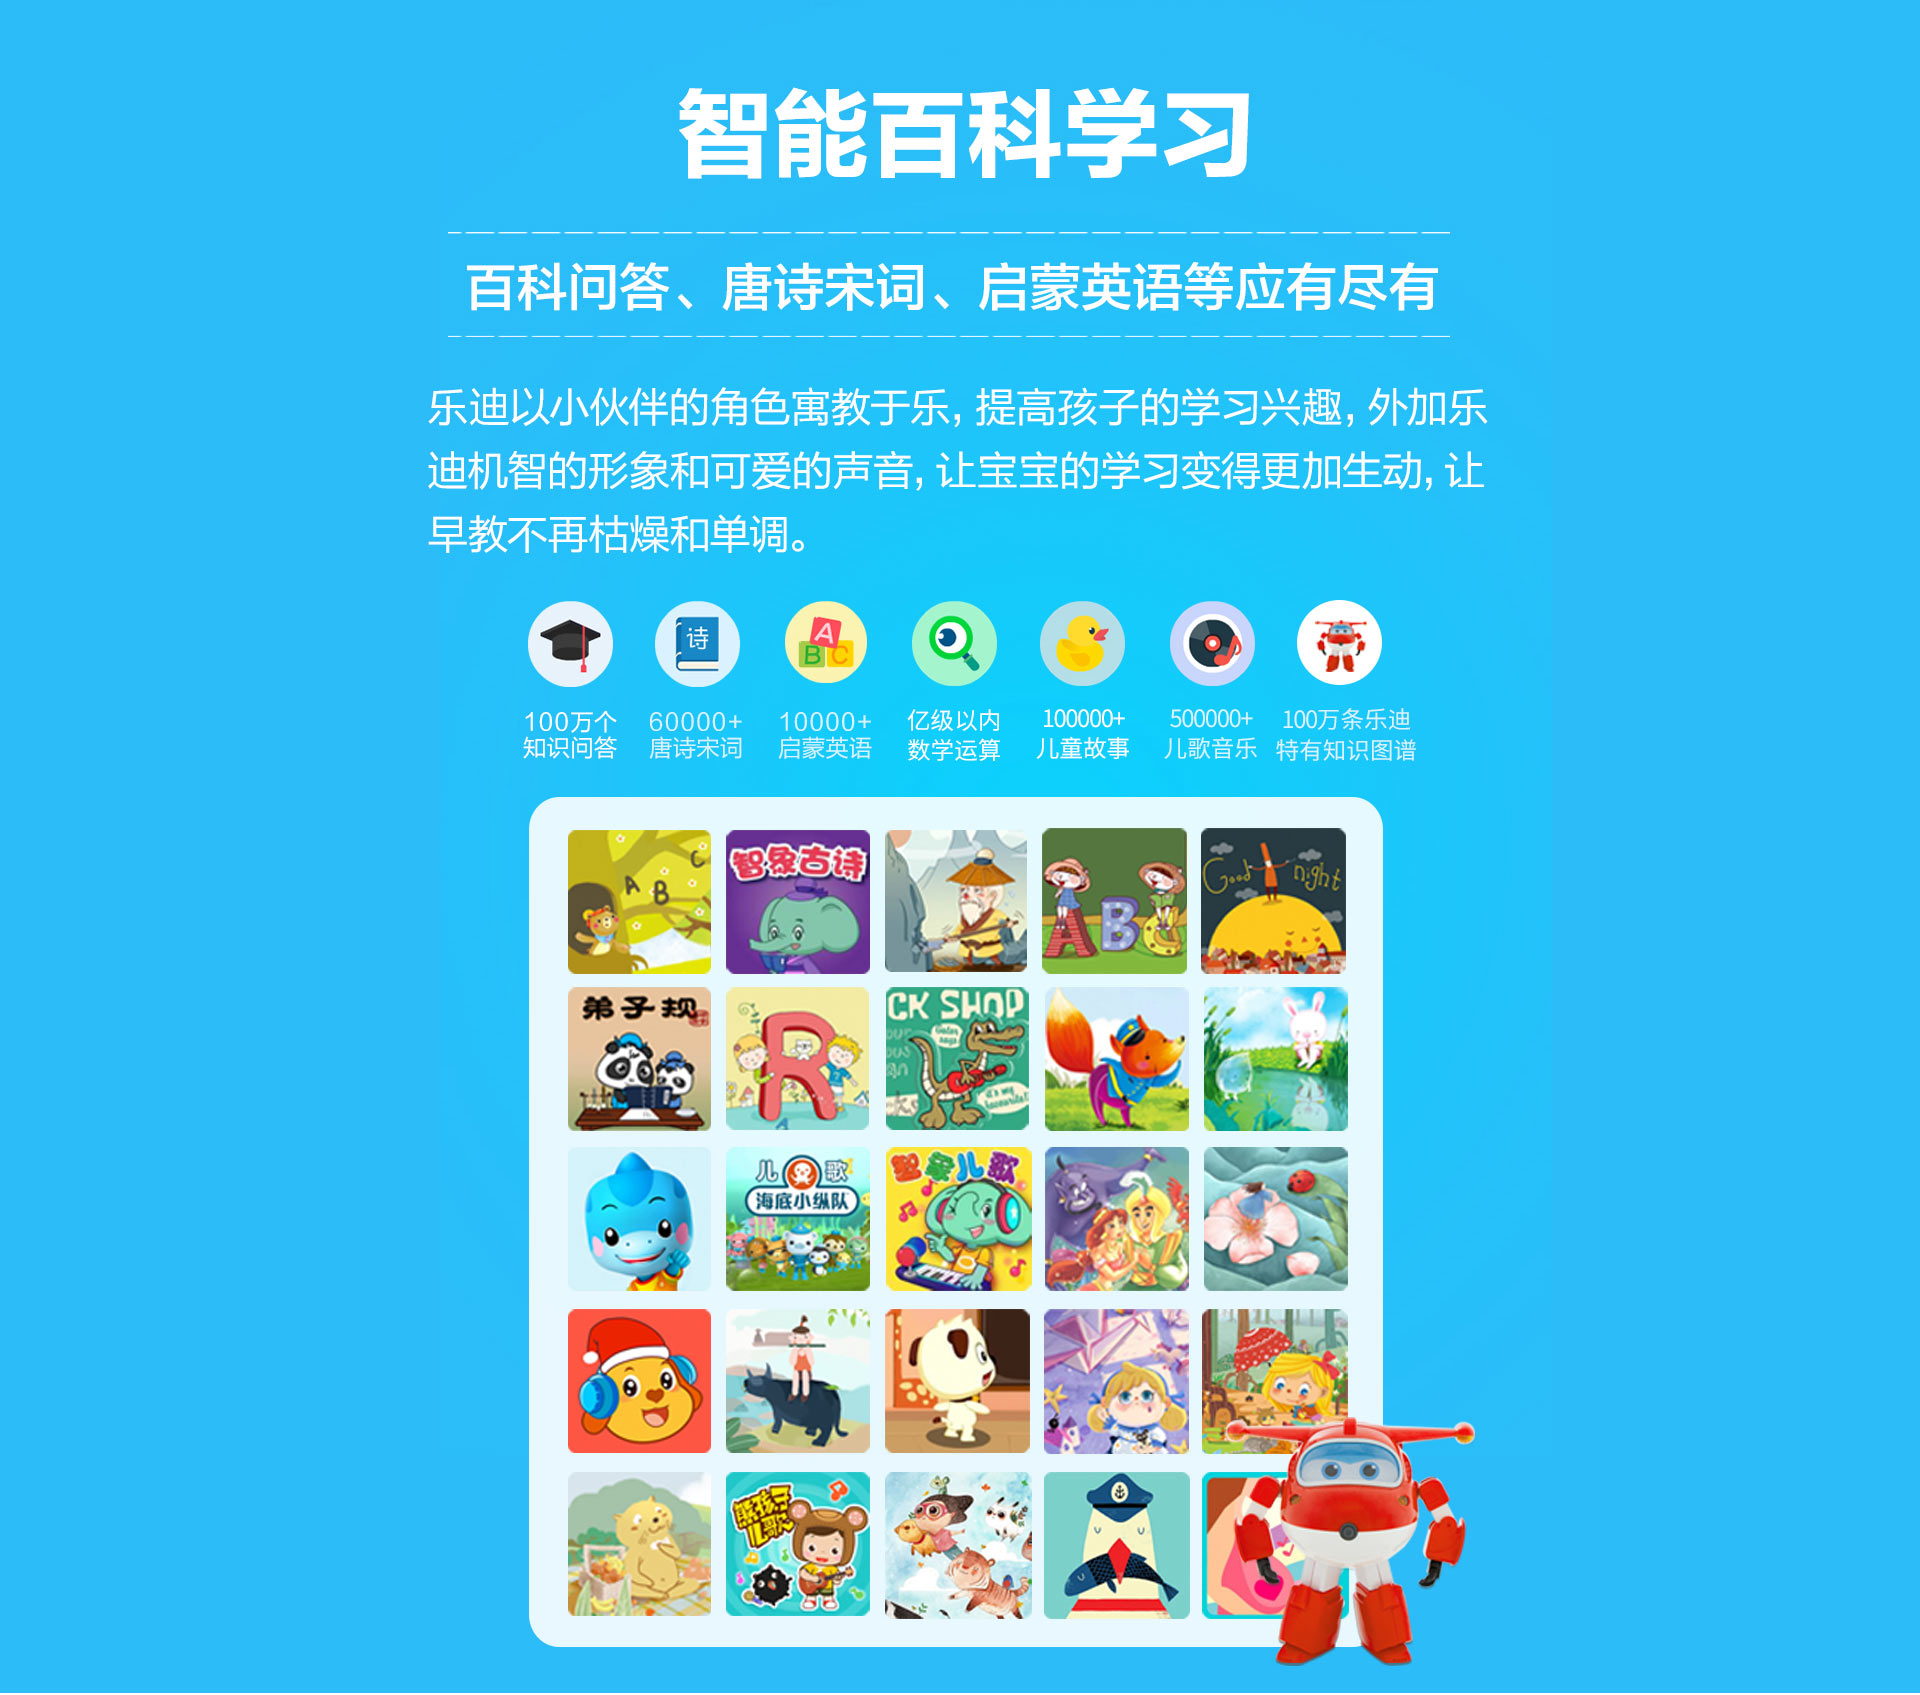 智能百科学习
百科问答、唐诗宋词、启蒙英语等应有尽有
乐迪以小伙伴的角色寓教于乐，提高孩子的学习兴趣，外加乐
迪机智的形象和可爱的声音，让宝宝的学习变得更加生动，让
早教不再枯燥和单调。
诗
A
B C
100万个
知识问答
60000+
唐诗宋词
10000+
启蒙英语
亿级以内
数学运算
100000+
儿童故事
500000+
儿歌音乐
100万条乐迪
特有知识图谱
A B C
智象古诗
ABC
Good night
弟子规
R
CK SHOP
it's my
favourite!
儿歌
海底小纵队
智象儿歌
熊孩子
儿歌